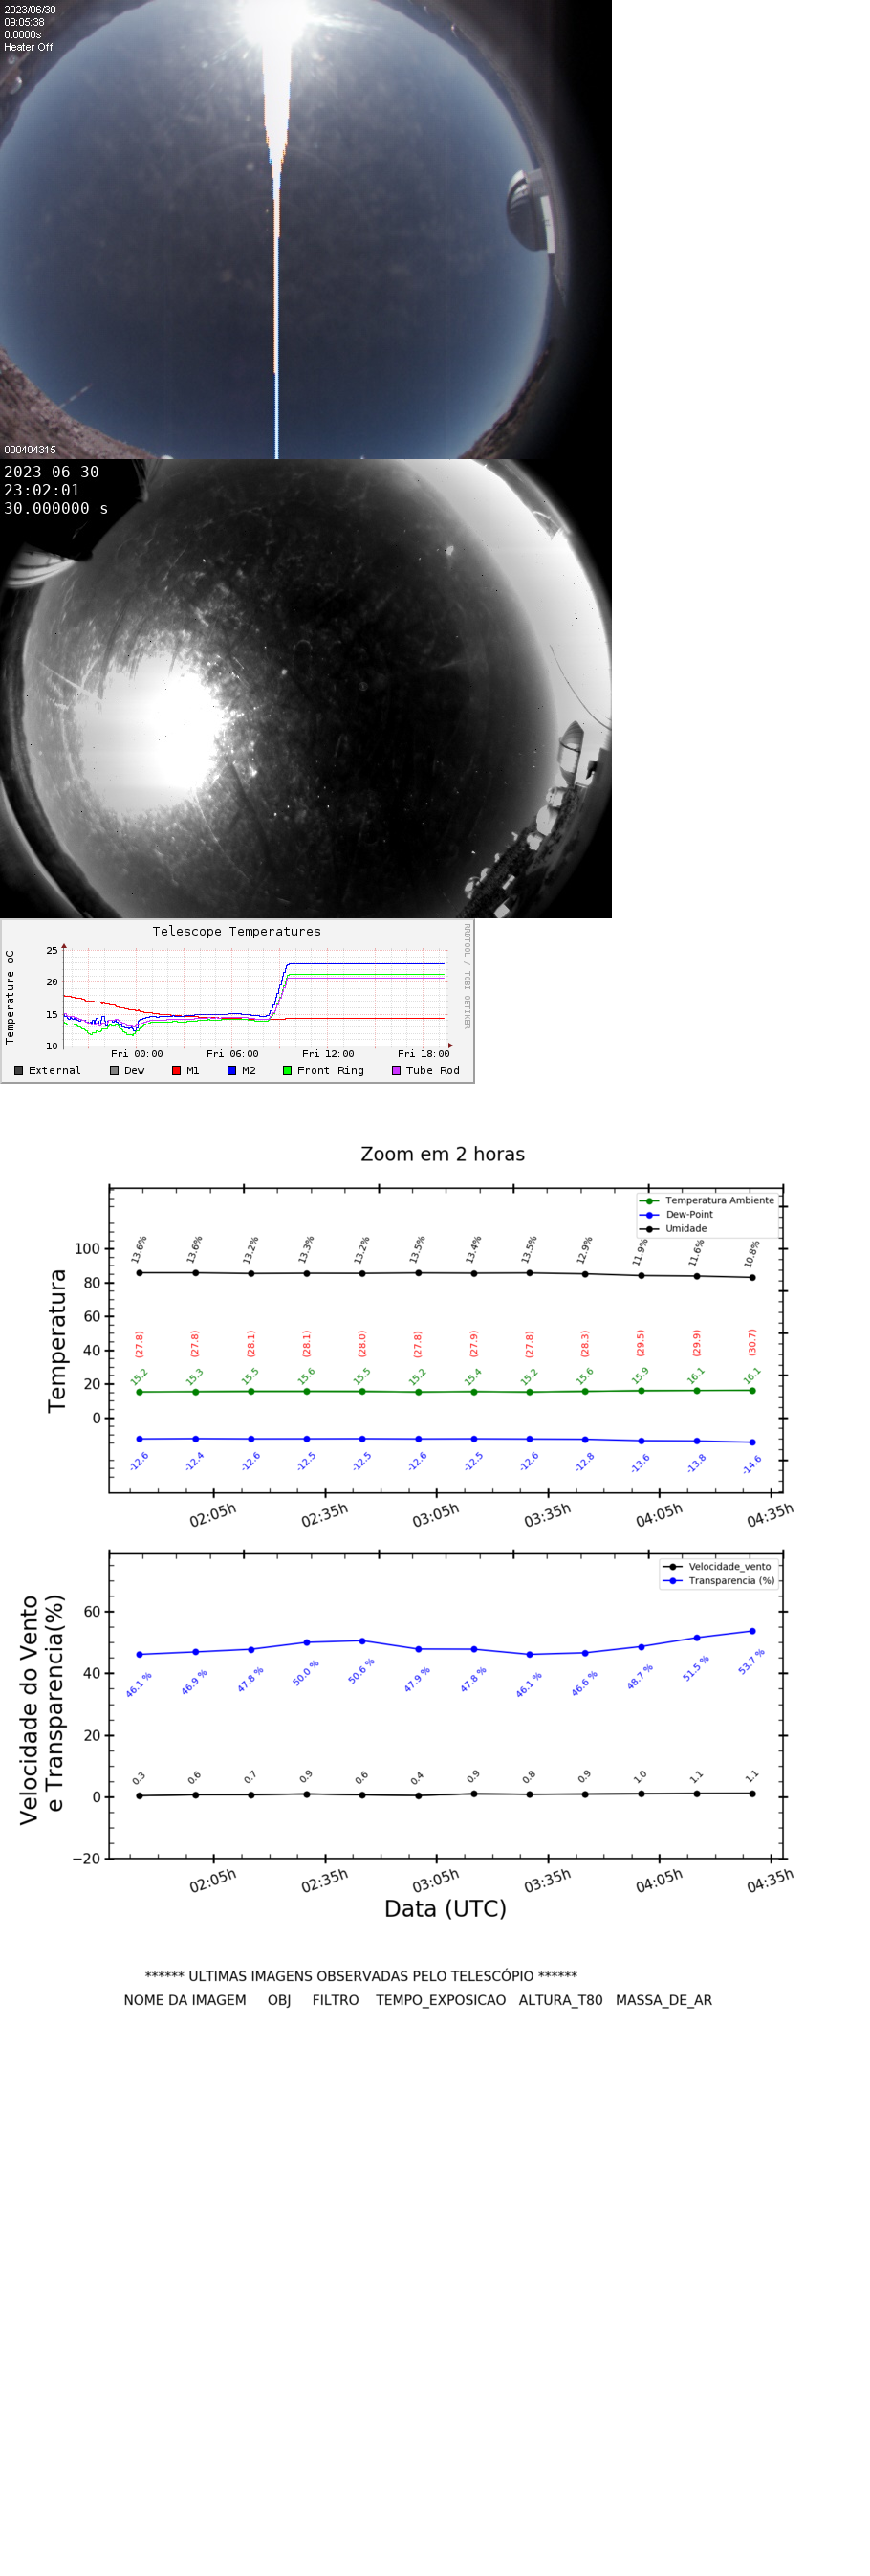 2023/06/30
09:05:38
0.0000s
Heater Off
000404315
2023-06-30
23:02:01
30.000000 s
Telescope Temperatures
RRDTOOL / TOBI OETIKER
Temperature oC
25
20
15
10
Fri 00:00 Fri 06:00 Fri 12:00 Fri 18:00
External Dew M1 M2 Front Ring Tube Rod
Zoom em 2 horas
Temperatura Ambiente
Dew-Point
Umidade
Temperatura
100
80
60
40
20
0
13.6% 13.6% 13.2% 13.3% 13.2% 13.5% 13.4% 13.5% 12.9% 11.9% 11.6% 10.8%
(27.8) (27.8) (28.1) (28.1) (28.0) (27.8) (27.9) (27.8) (28.3) (29.5) (29.9) (30.7)
15.2 15.3 15.5 15.6 15.5 15.2 15.4 15.2 15.6 15.9 16.1 16.1
-12.6 -12.4 -12.6 -12.5 -12.5 -12.6 -12.5 -12.6 -12.8 -13.6 -13.8 -14.6
02:05h 02:35h 03:05h 03:35h 04:05h 04:35h
Velocidade_vento
Transparencia (%)
Velocidade do Vento
e Transparencia(%)
60
40
20
0
−20
46.1 % 46.9 % 47.8 % 50.0 % 50.6 % 47.9 % 47.8 % 46.1 % 46.6 % 48.7 % 51.5 % 53.7 %
0.3 0.6 0.7 0.9 0.6 0.4 0.9 0.8 0.9 1.0 1.1 1.1
02:05h 02:35h 03:05h 03:35h 04:05h 04:35h
Data (UTC)
****** ULTIMAS IMAGENS OBSERVADAS PELO TELESCÓPIO ******
NOME DA IMAGEM OBJ FILTRO TEMPO_EXPOSICAO ALTURA_T80 MASSA_DE_AR